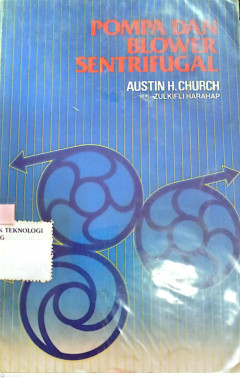 POMPA DAN
BLOWER
SENTRIFUGAL
AUSTIN H. CHURCH
ZULKIFLI HARAHAP
K TEKNOLOGI
G